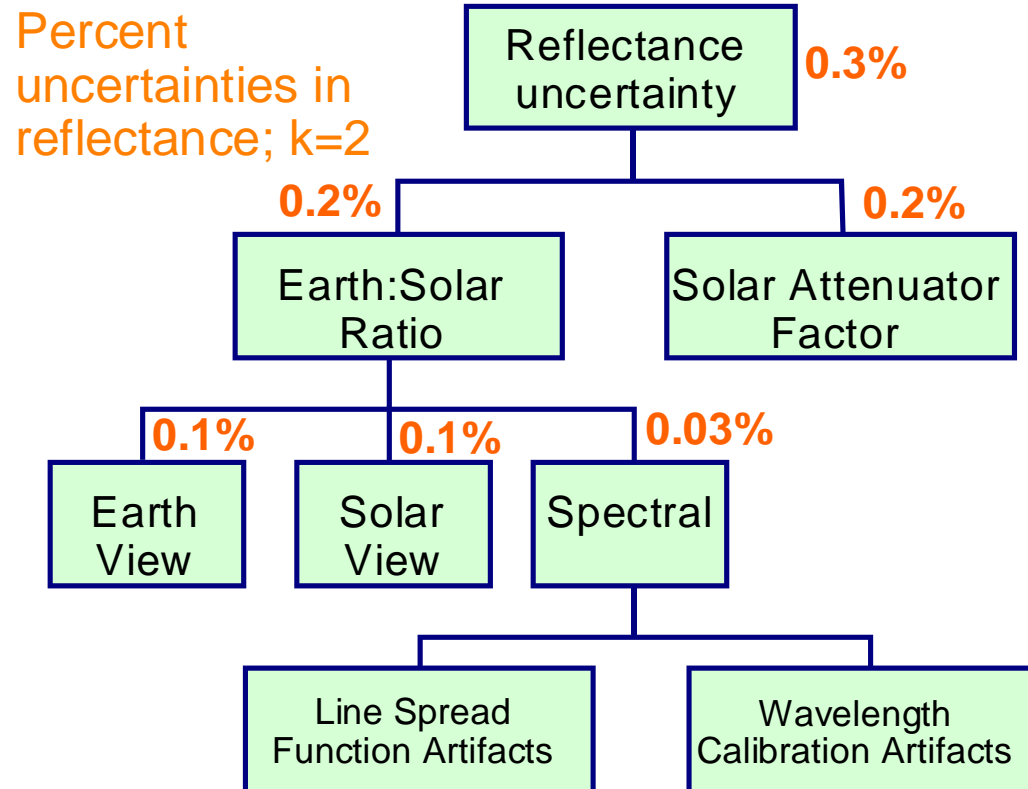 Percent
uncertainties in
reflectance; k=2
Reflectance
uncertainty
0.3%
0.2%
0.2%
Earth:Solar
Ratio
Solar Attenuator
Factor
0.1%
0.1%
0.03%
Earth
View
Solar
View
Spectral
Line Spread
Function Artifacts
Wavelength
Calibration Artifacts